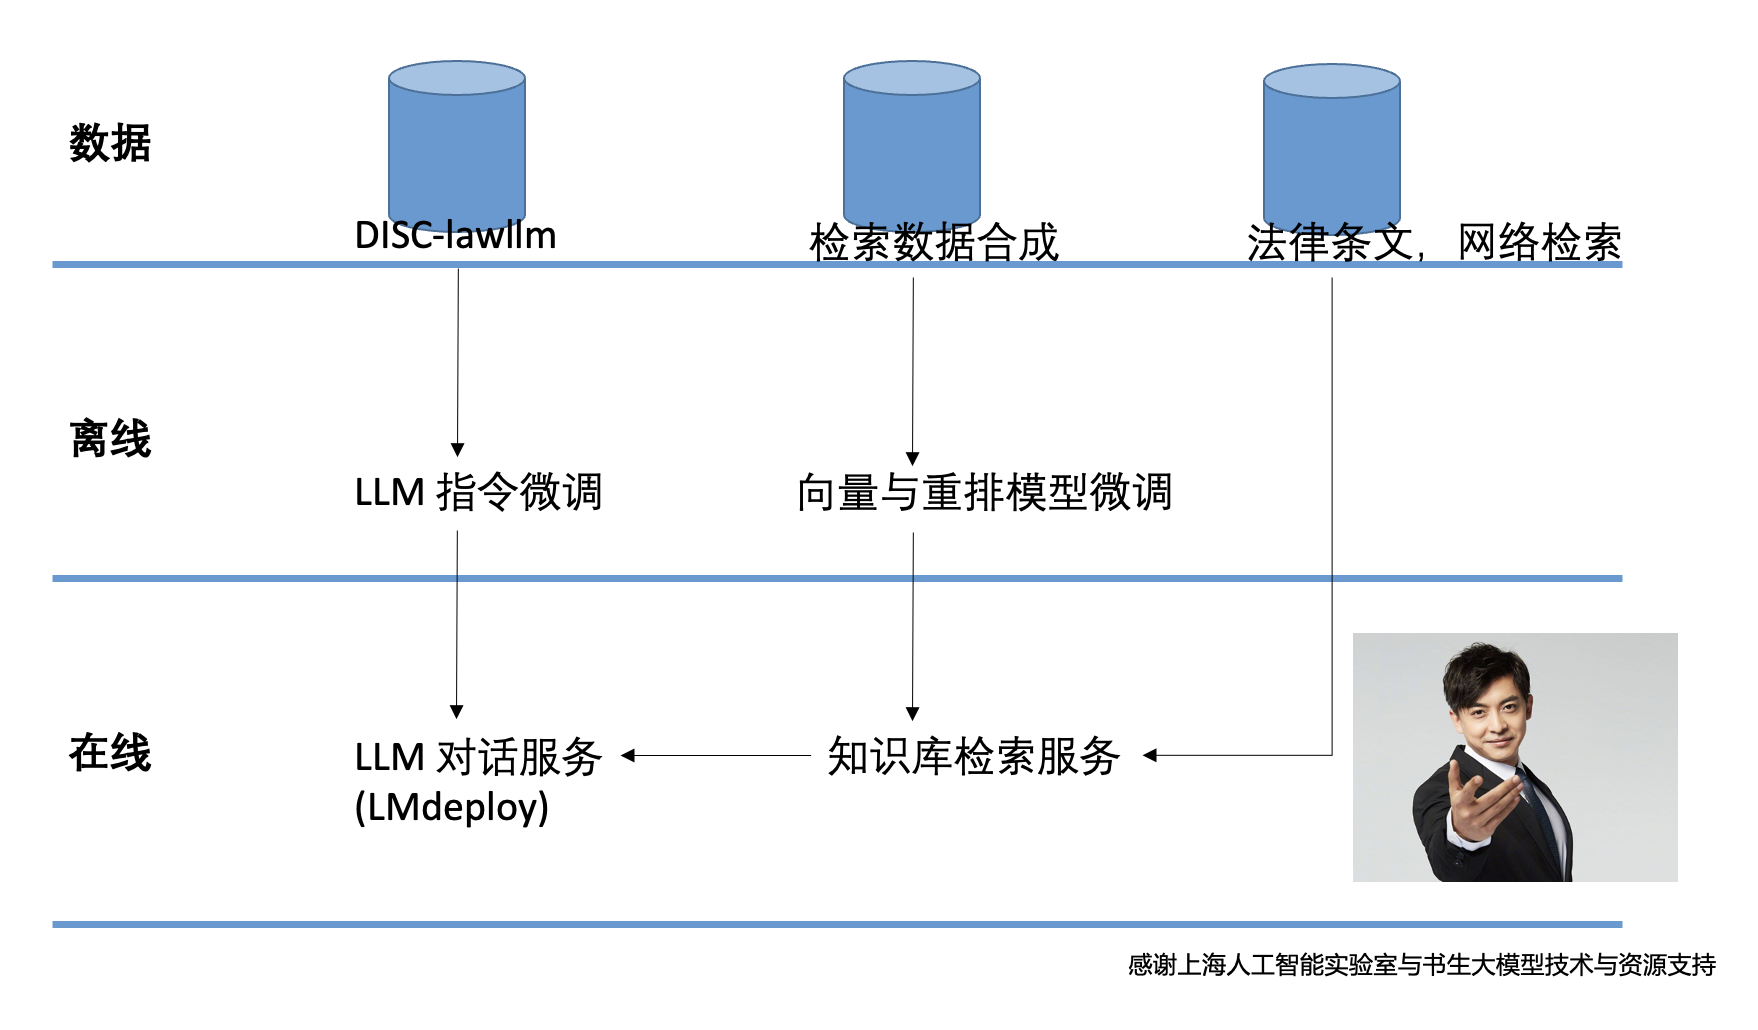 数据
DISC-lawllm
检索数据合成
法律条文，网络检索
离线
LLM 指令微调
向量与重排模型微调
在线
LLM 对话服务
(LMdeploy)
知识库检索服务
感谢上海人工智能实验室与书生大模型技术与资源支持